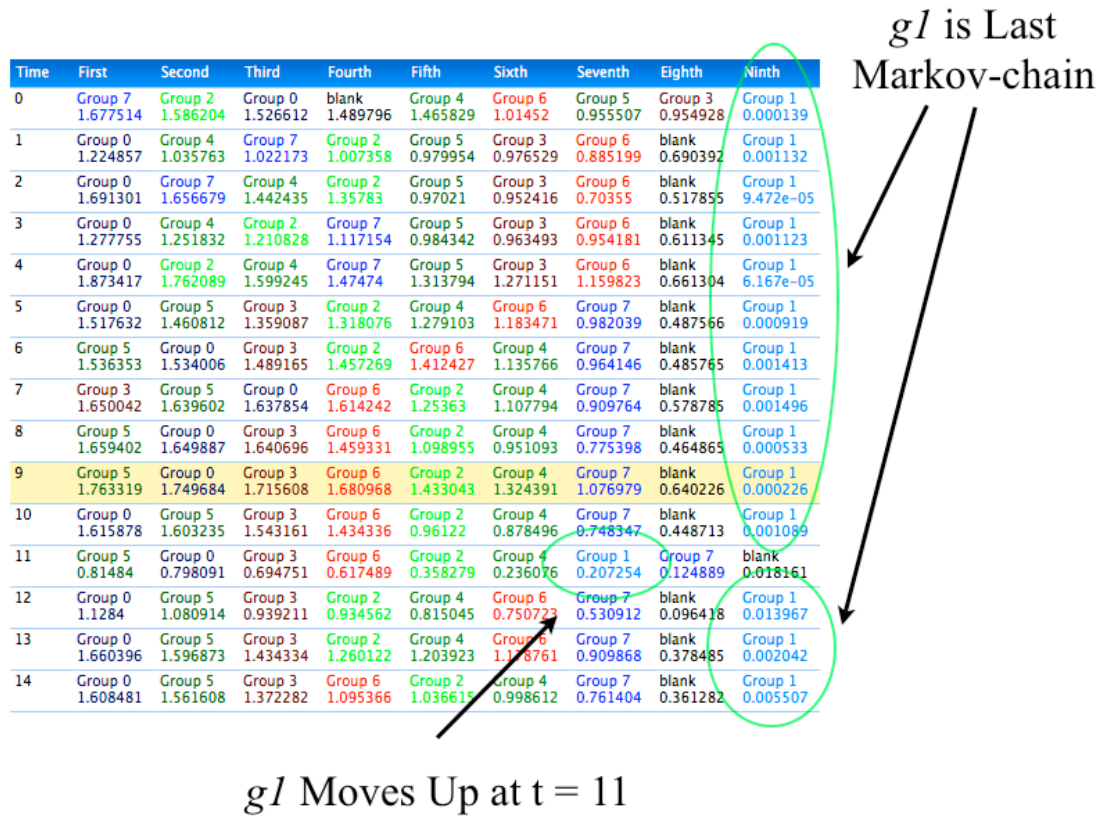 g1 is Last
Markov-chain
Time First Second Third Fourth Fifth Sixth Seventh Eighth Ninth
0 Group 7 Group 2 Group 0 blank Group 4 Group 6 Group 5 Group 3 Group 1
1.677514 1.586204 1.526612 1.489796 1.465829 1.01452 0.955507 0.954928 0.000139
1 Group 0 Group 4 Group 7 Group 2 Group 5 Group 3 Group 6 blank Group 1
1.224857 1.035763 1.022173 1.007358 0.979954 0.976529 0.885199 0.690392 0.001132
2 Group 0 Group 7 Group 4 Group 2 Group 5 Group 3 Group 6 blank Group 1
1.691301 1.656679 1.442435 1.35783 0.97021 0.952416 0.70355 0.517855 9.472e-05
3 Group 0 Group 4 Group 2 Group 7 Group 5 Group 3 Group 6 blank Group 1
1.277755 1.251832 1.210828 1.117154 0.984342 0.963493 0.954181 0.611345 0.001123
4 Group 0 Group 2 Group 4 Group 7 Group 5 Group 3 Group 6 blank Group 1
1.873417 1.762089 1.599245 1.47474 1.313794 1.271151 1.159823 0.661304 6.167e-05
5 Group 0 Group 5 Group 3 Group 2 Group 4 Group 6 Group 7 blank Group 1
1.517632 1.460812 1.359087 1.318076 1.279103 1.183471 0.982039 0.487566 0.000919
6 Group 5 Group 0 Group 3 Group 2 Group 6 Group 4 Group 7 blank Group 1
1.536353 1.534006 1.489165 1.457269 1.412427 1.135766 0.964146 0.485765 0.001413
7 Group 3 Group 5 Group 0 Group 6 Group 2 Group 4 Group 7 blank Group 1
1.650042 1.639602 1.637854 1.614242 1.25363 1.107794 0.909764 0.578785 0.001496
8 Group 5 Group 0 Group 3 Group 6 Group 2 Group 4 Group 7 blank Group 1
1.659402 1.649887 1.640696 1.459331 1.098955 0.951093 0.775398 0.464865 0.000533
9 Group 5 Group 0 Group 3 Group 6 Group 2 Group 4 Group 7 blank Group 1
1.763319 1.749684 1.715608 1.680968 1.433043 1.324391 1.076979 0.640226 0.000226
10 Group 0 Group 5 Group 3 Group 6 Group 2 Group 4 Group 7 blank Group 1
1.615878 1.603235 1.543161 1.434336 0.96122 0.878496 0.748347 0.448713 0.001089
11 Group 5 Group 0 Group 3 Group 6 Group 2 Group 4 Group 1 Group 7 blank
0.81484 0.798091 0.694751 0.617489 0.358279 0.236076 0.207254 0.124889 0.018161
12 Group 0 Group 5 Group 3 Group 2 Group 4 Group 6 Group 7 blank Group 1
1.1284 1.080914 0.939211 0.934562 0.815045 0.750723 0.530912 0.096418 0.013967
13 Group 0 Group 5 Group 3 Group 2 Group 4 Group 6 Group 7 blank Group 1
1.660396 1.596873 1.434334 1.260122 1.203923 1.178761 0.909868 0.378485 0.002042
14 Group 0 Group 5 Group 3 Group 6 Group 2 Group 4 Group 7 blank Group 1
1.608481 1.561608 1.372282 1.095366 1.036615 0.998612 0.761404 0.361282 0.005507
g1 Moves Up at t = 11